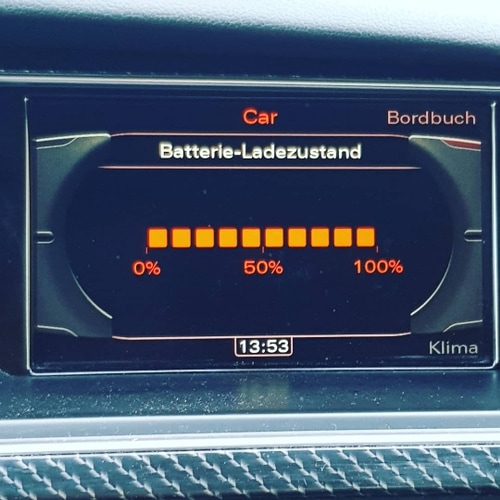 Car
Bordbuch
Batterie-Ladezustand
0% 50% 100%
13:53
Klima